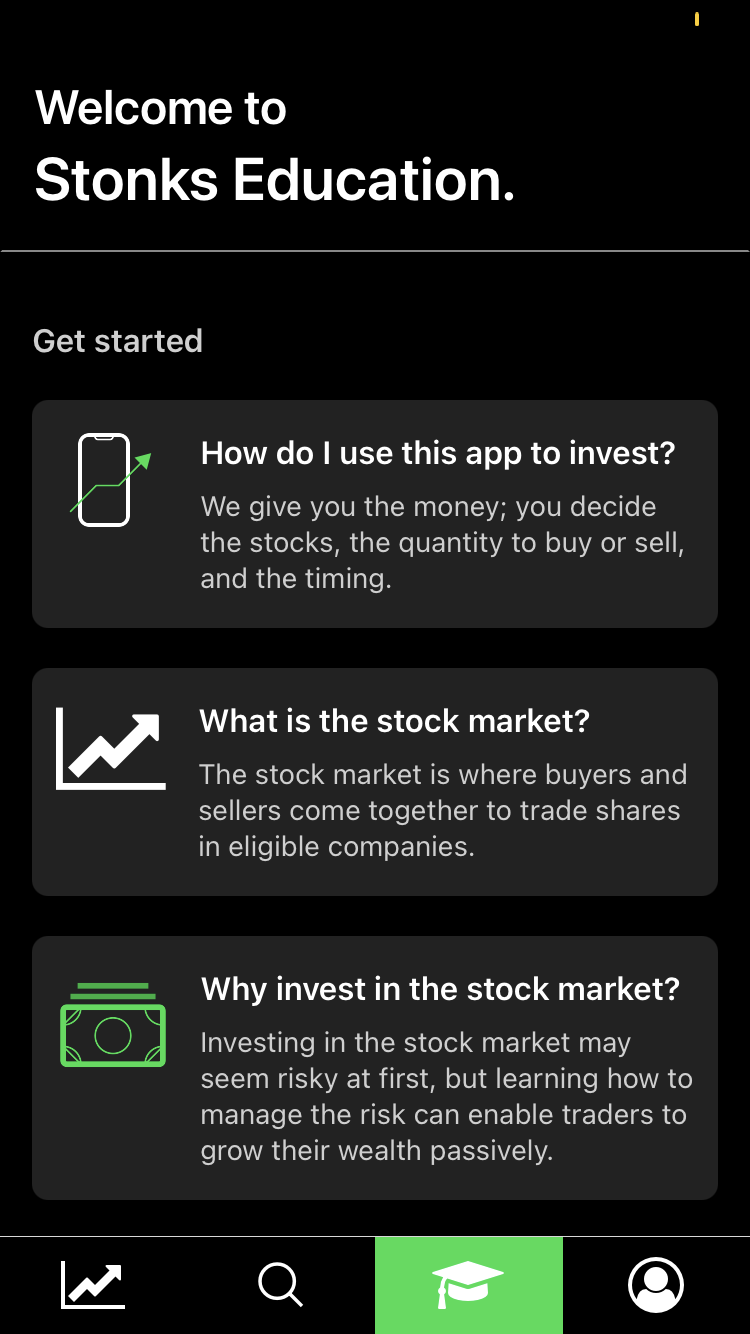 Welcome to
Stonks Education.
Get started
How do I use this app to invest?
We give you the money; you decide
the stocks, the quantity to buy or sell,
and the timing.
What is the stock market?
The stock market is where buyers and
sellers come together to trade shares
in eligible companies.
Why invest in the stock market?
Investing in the stock market may
seem risky at first, but learning how to
manage the risk can enable traders to
grow their wealth passively.